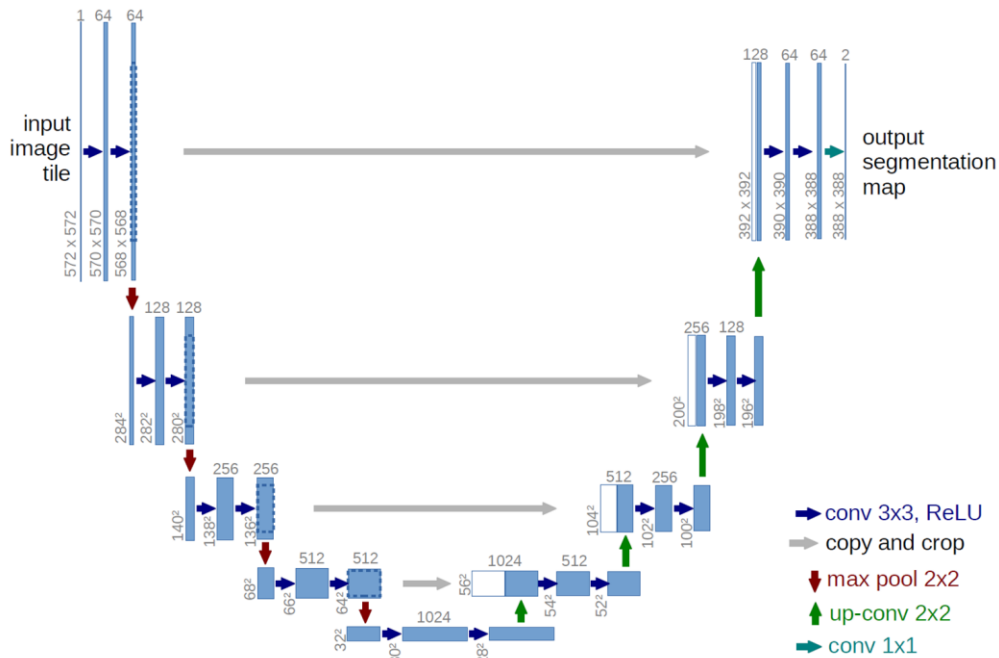 1 64 64
128
64 64 2
input
image
tile
output
segmentation
map
572 x 572
570 x 570
568 x 568
392 x 392
390 x 390
388 x 388
388 x 388
128 128
256 128
284²
282²
280²
200²
198²
196²
256 256
512 256
140²
138²
136²
104²
102²
100²
512 512
1024 512
68²
66²
64²
56²
54²
52²
1024
32²
conv 3x3, ReLU
copy and crop
max pool 2x2
up-conv 2x2
conv 1x1